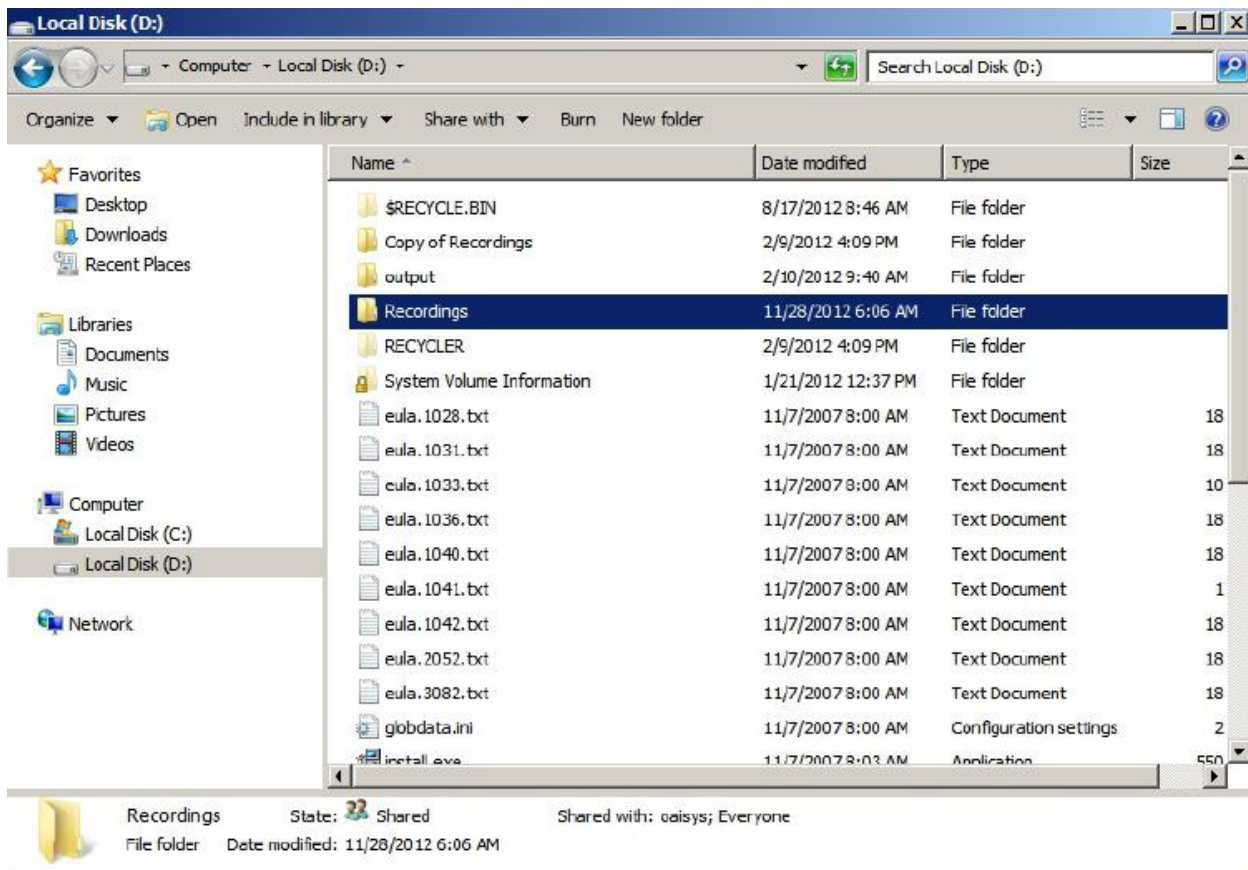 Local Disk (D:)
Computer Local Disk (D:)
Search Local Disk (D:)
Organize Open Include in library Share with Burn New folder
Favorites
Desktop
Downloads
Recent Places
Libraries
Documents
Music
Pictures
Videos
Computer
Local Disk (C:)
Local Disk (D:)
Network
Name Date modified Type Size
$RECYCLE.BIN 8/17/2012 8:46 AM File folder
Copy of Recordings 2/9/2012 4:09 PM File folder
output 2/10/2012 9:40 AM File folder
Recordings 11/28/2012 6:06 AM File folder
RECYCLER 2/9/2012 4:09 PM File folder
System Volume Information 1/21/2012 12:37 PM File folder
eula.1028.txt 11/7/2007 8:00 AM Text Document 18
eula.1031.txt 11/7/2007 8:00 AM Text Document 18
eula.1033.txt 11/7/2007 8:00 AM Text Document 10
eula.1036.txt 11/7/2007 8:00 AM Text Document 18
eula.1040.txt 11/7/2007 8:00 AM Text Document 18
eula.1041.txt 11/7/2007 8:00 AM Text Document 1
eula.1042.txt 11/7/2007 8:00 AM Text Document 18
eula.2052.txt 11/7/2007 8:00 AM Text Document 18
eula.3082.txt 11/7/2007 8:00 AM Text Document 18
globdata.ini 11/7/2007 8:00 AM Configuration settings 2
install.exe 11/7/2007 8:03 AM Application 550
Recordings State: Shared Shared with: oaisys; Everyone
File folder Date modified: 11/28/2012 6:06 AM